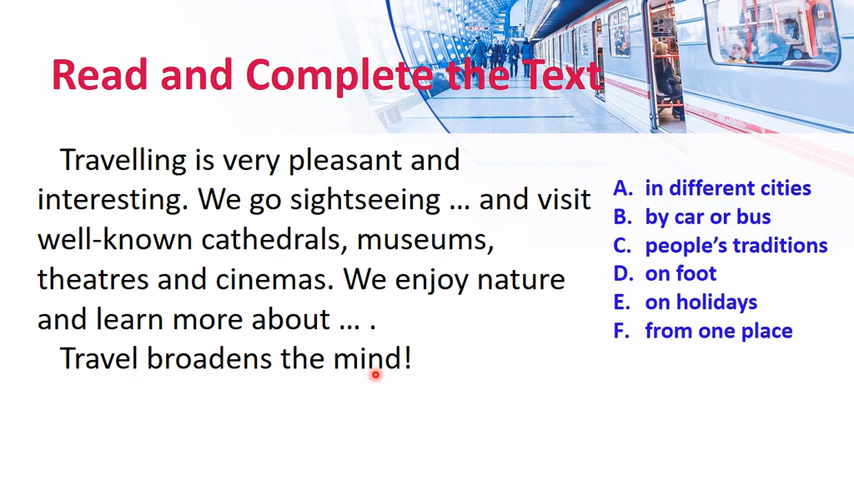 Read and Complete the Text
Travelling is very pleasant and
interesting. We go sightseeing ... and visit
well-known cathedrals, museums,
theatres and cinemas. We enjoy nature
and learn more about ... .
Travel broadens the mind!
A. in different cities
B. by car or bus
C. people’s traditions
D. on foot
E. on holidays
F. from one place